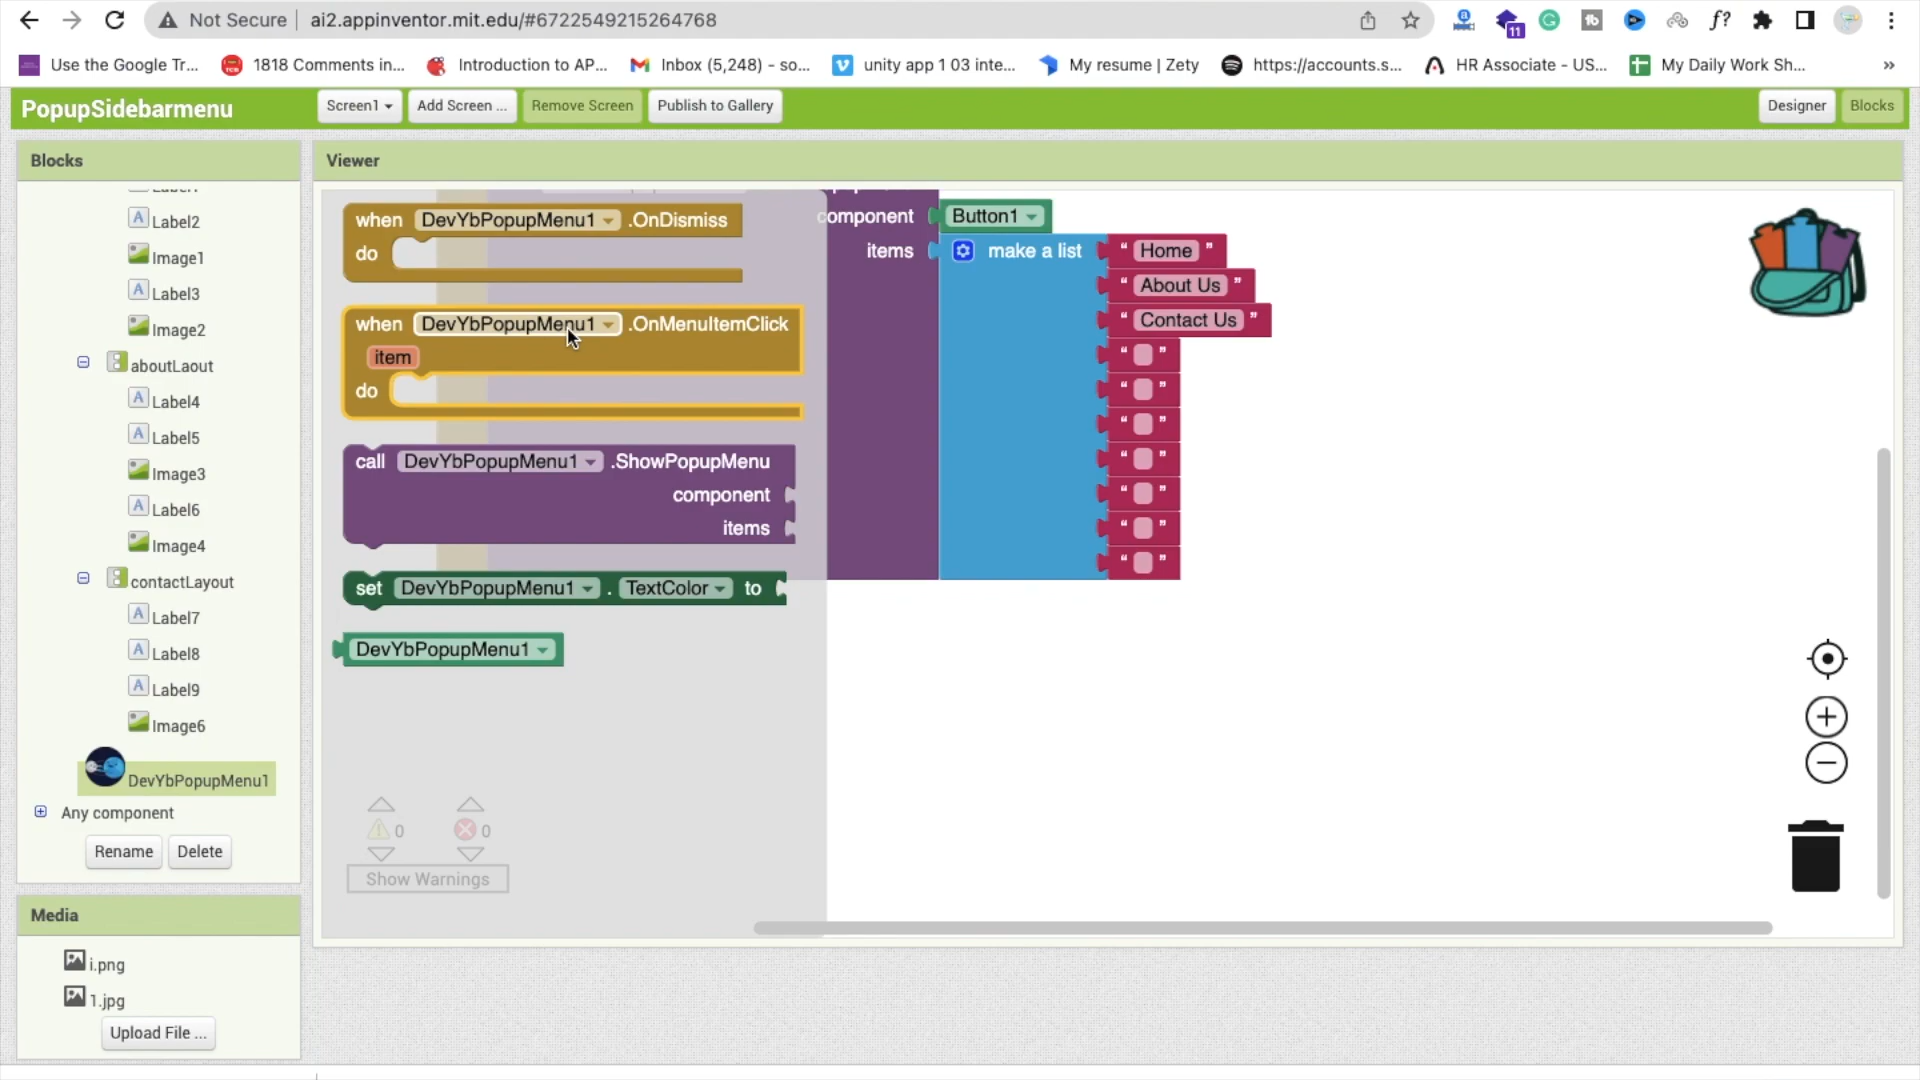 Not Secure | ai2.appinventor.mit.edu/#6722549215264768
11
Use the Google Tr...
1818 Comments in...
Introduction to AP...
Inbox (5,248) - so...
unity app 1 03 inte...
My resume | Zety
https://accounts.s...
HR Associate - US...
My Daily Work Sh...
»
PopupSidebarmenu
Screen1
Add Screen ...
Remove Screen
Publish to Gallery
Designer
Blocks
Blocks
Viewer
Label2
Image1
Label3
Image2
aboutLaout
Label4
Label5
Image3
Label6
Image4
contactLayout
Label7
Label8
Label9
Image6
DevYbPopupMenu1
Any component
Rename
Delete
Media
i.png
1.jpg
Upload File ...
when DevYbPopupMenu1 .OnDismiss
do
when DevYbPopupMenu1 .OnMenuItemClick
item
do
call DevYbPopupMenu1 .ShowPopupMenu
component
items
set DevYbPopupMenu1 . TextColor to
DevYbPopupMenu1
0 0
Show Warnings
component Button1
items make a list “ Home ”
“ About Us ”
“ Contact Us ”
“ ”
“ ”
“ ”
“ ”
“ ”
“ ”
“ ”